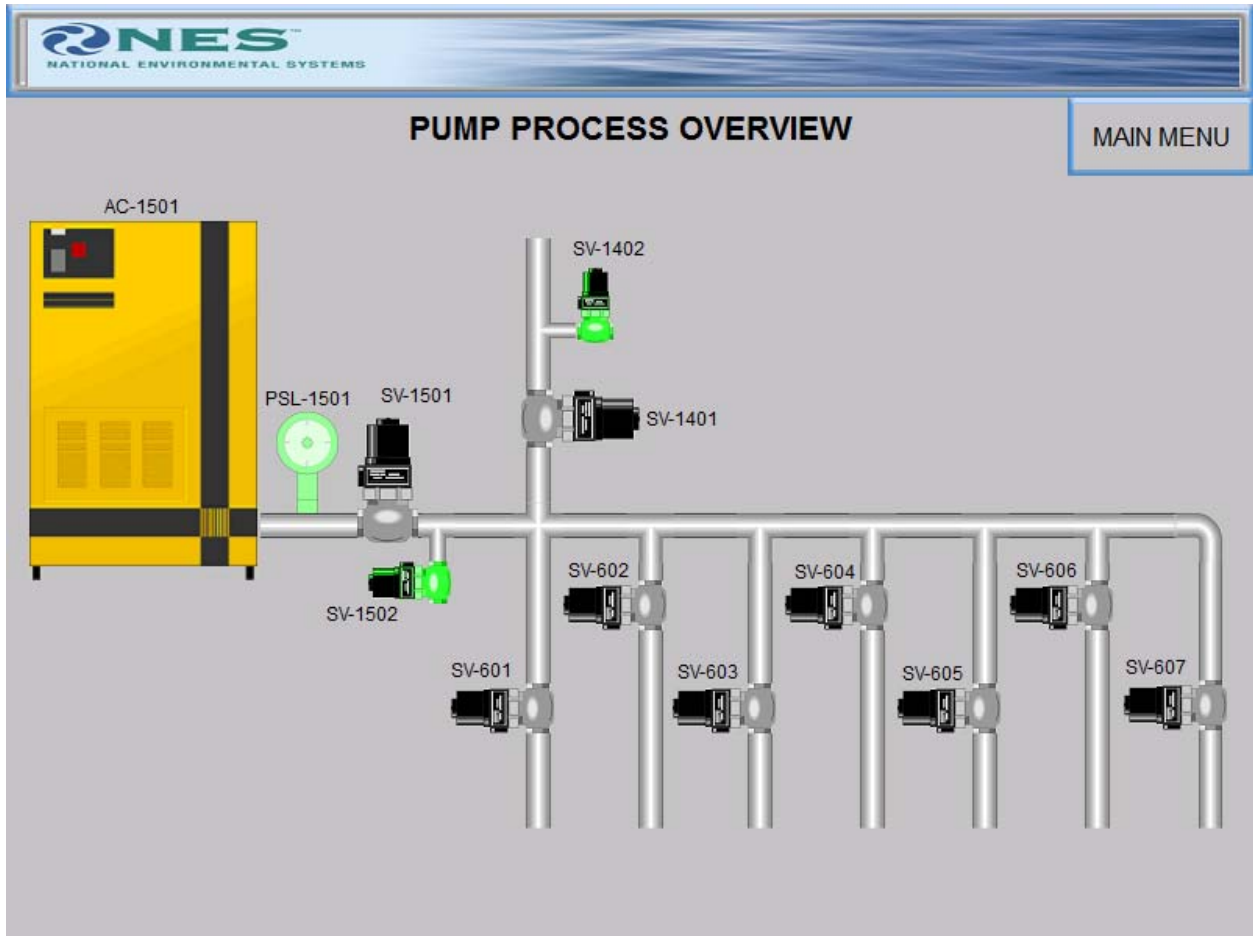 NES™
NATIONAL ENVIRONMENTAL SYSTEMS
PUMP PROCESS OVERVIEW
MAIN MENU
AC-1501
SV-1402
PSL-1501
SV-1501
SV-1401
SV-602
SV-604
SV-606
SV-1502
SV-601
SV-603
SV-605
SV-607